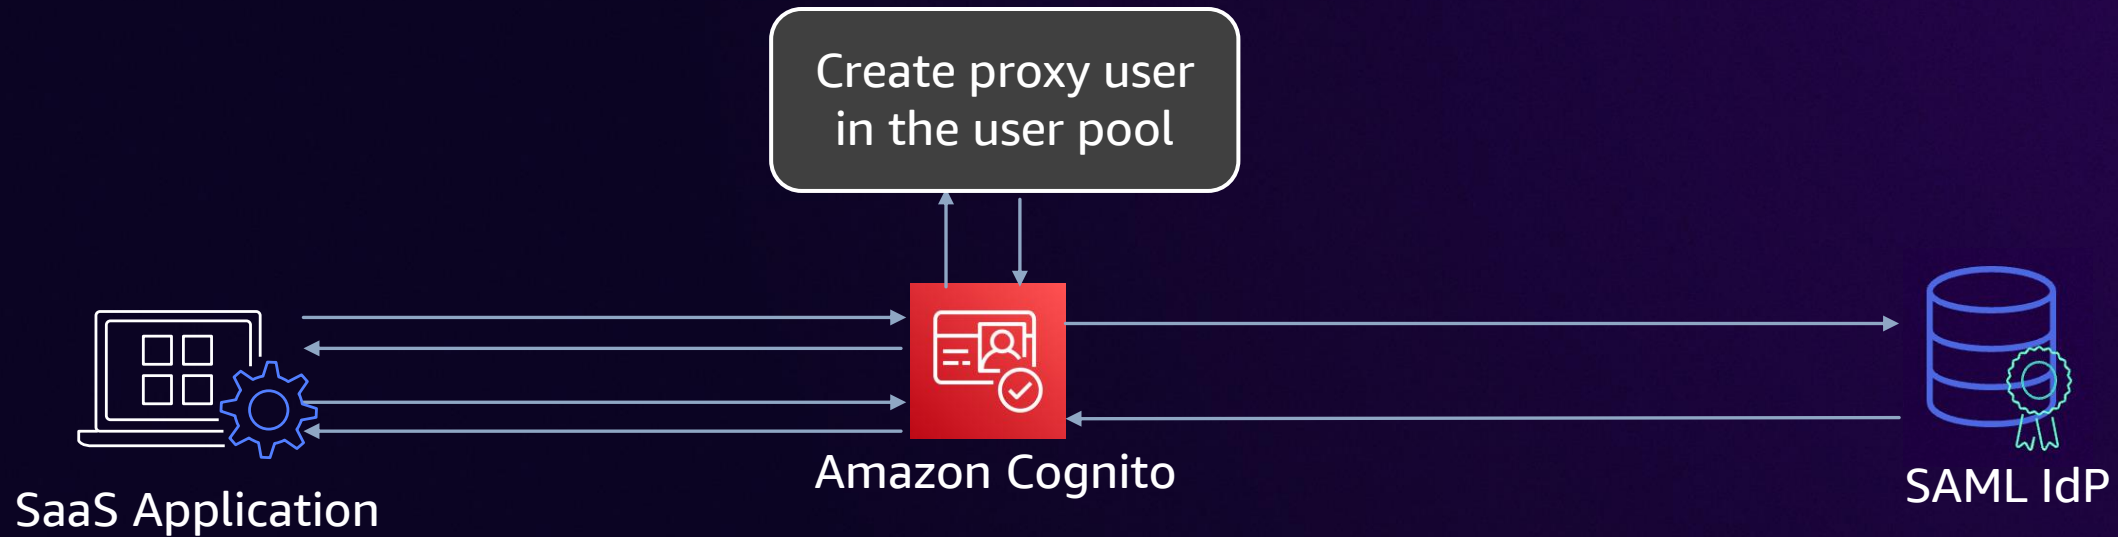 Create proxy user
in the user pool
Amazon Cognito
SAML IdP
SaaS Application